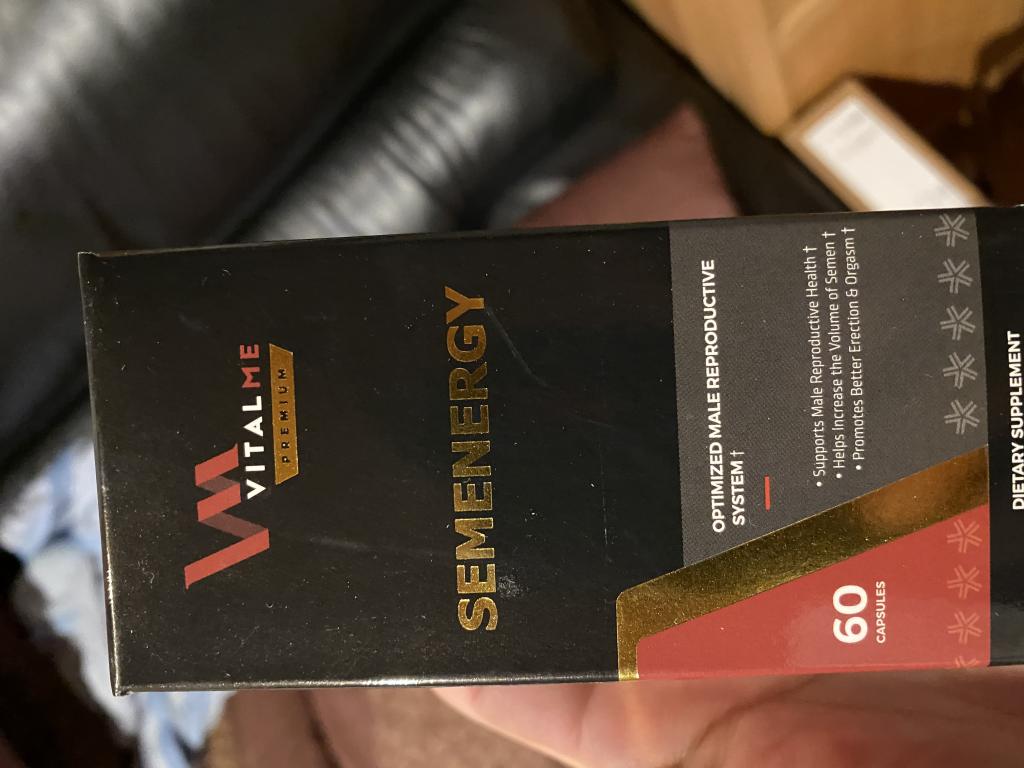 VITALME
PREMIUM
SEMENERGY
OPTIMIZED MALE REPRODUCTIVE
SYSTEM †
• Supports Male Reproductive Health †
• Helps Increase the Volume of Semen †
• Promotes Better Erection & Orgasm †
60
CAPSULES
DIETARY SUPPLEMENT